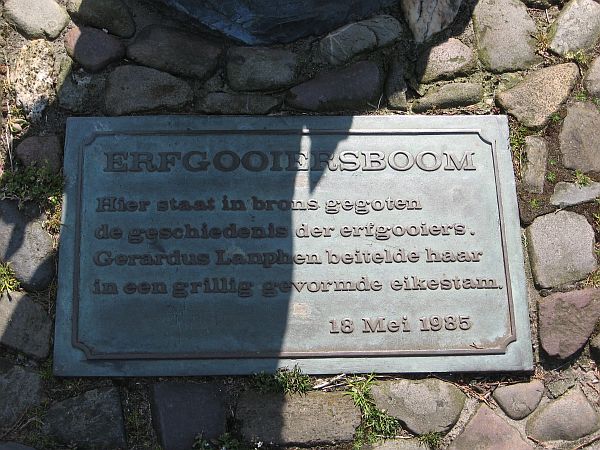 ERFGOOIERSBOOM
Hier staat in brons gegoten
de geschiedenis der erfgooiers.
Gerardus Lanphen beitelde haar
in een grillig gevormde eikestam.
18 Mei 1985